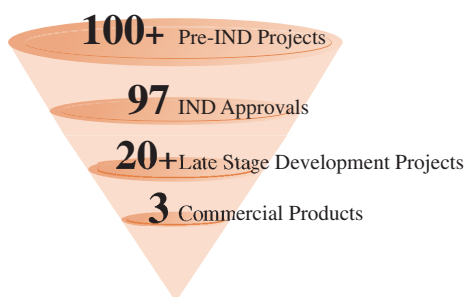 100+ Pre-IND Projects
97 IND Approvals
20+Late Stage Development Projects
3 Commercial Products